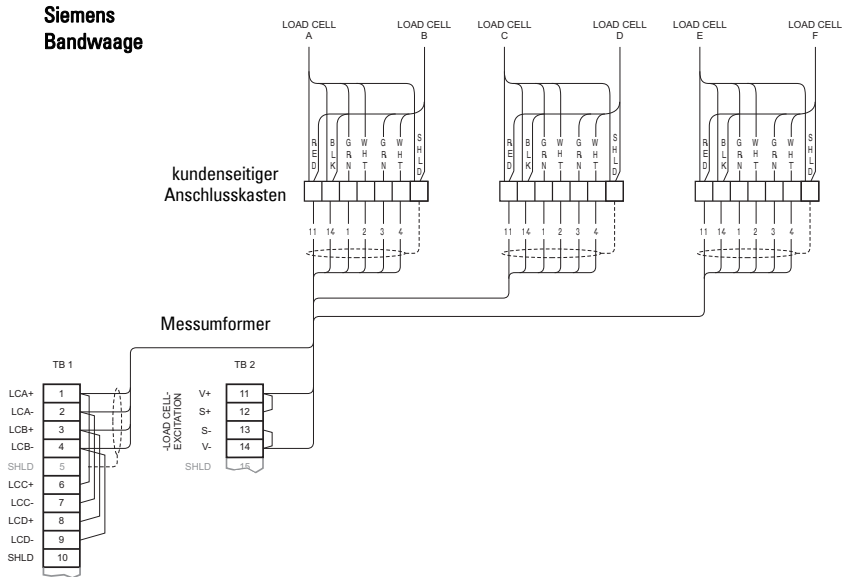 Siemens
Bandwaage
LOAD CELL
A
LOAD CELL
B
LOAD CELL
C
LOAD CELL
D
LOAD CELL
E
LOAD CELL
F
RED BLK GRN WHT GRN WHT SHLD
RED BLK GRN WHT GRN WHT SHLD
RED BLK GRN WHT GRN WHT SHLD
kundenseitiger
Anschlusskasten
11 14 1 2 3 4
11 14 1 2 3 4
11 14 1 2 3 4
Messumformer
TB 1
LCA+ 1
LCA- 2
LCB+ 3
LCB- 4
SHLD 5
LCC+ 6
LCC- 7
LCD+ 8
LCD- 9
SHLD 10
TB 2
-LOAD CELL-
EXCITATION
V+ 11
S+ 12
S- 13
V- 14
SHLD 15